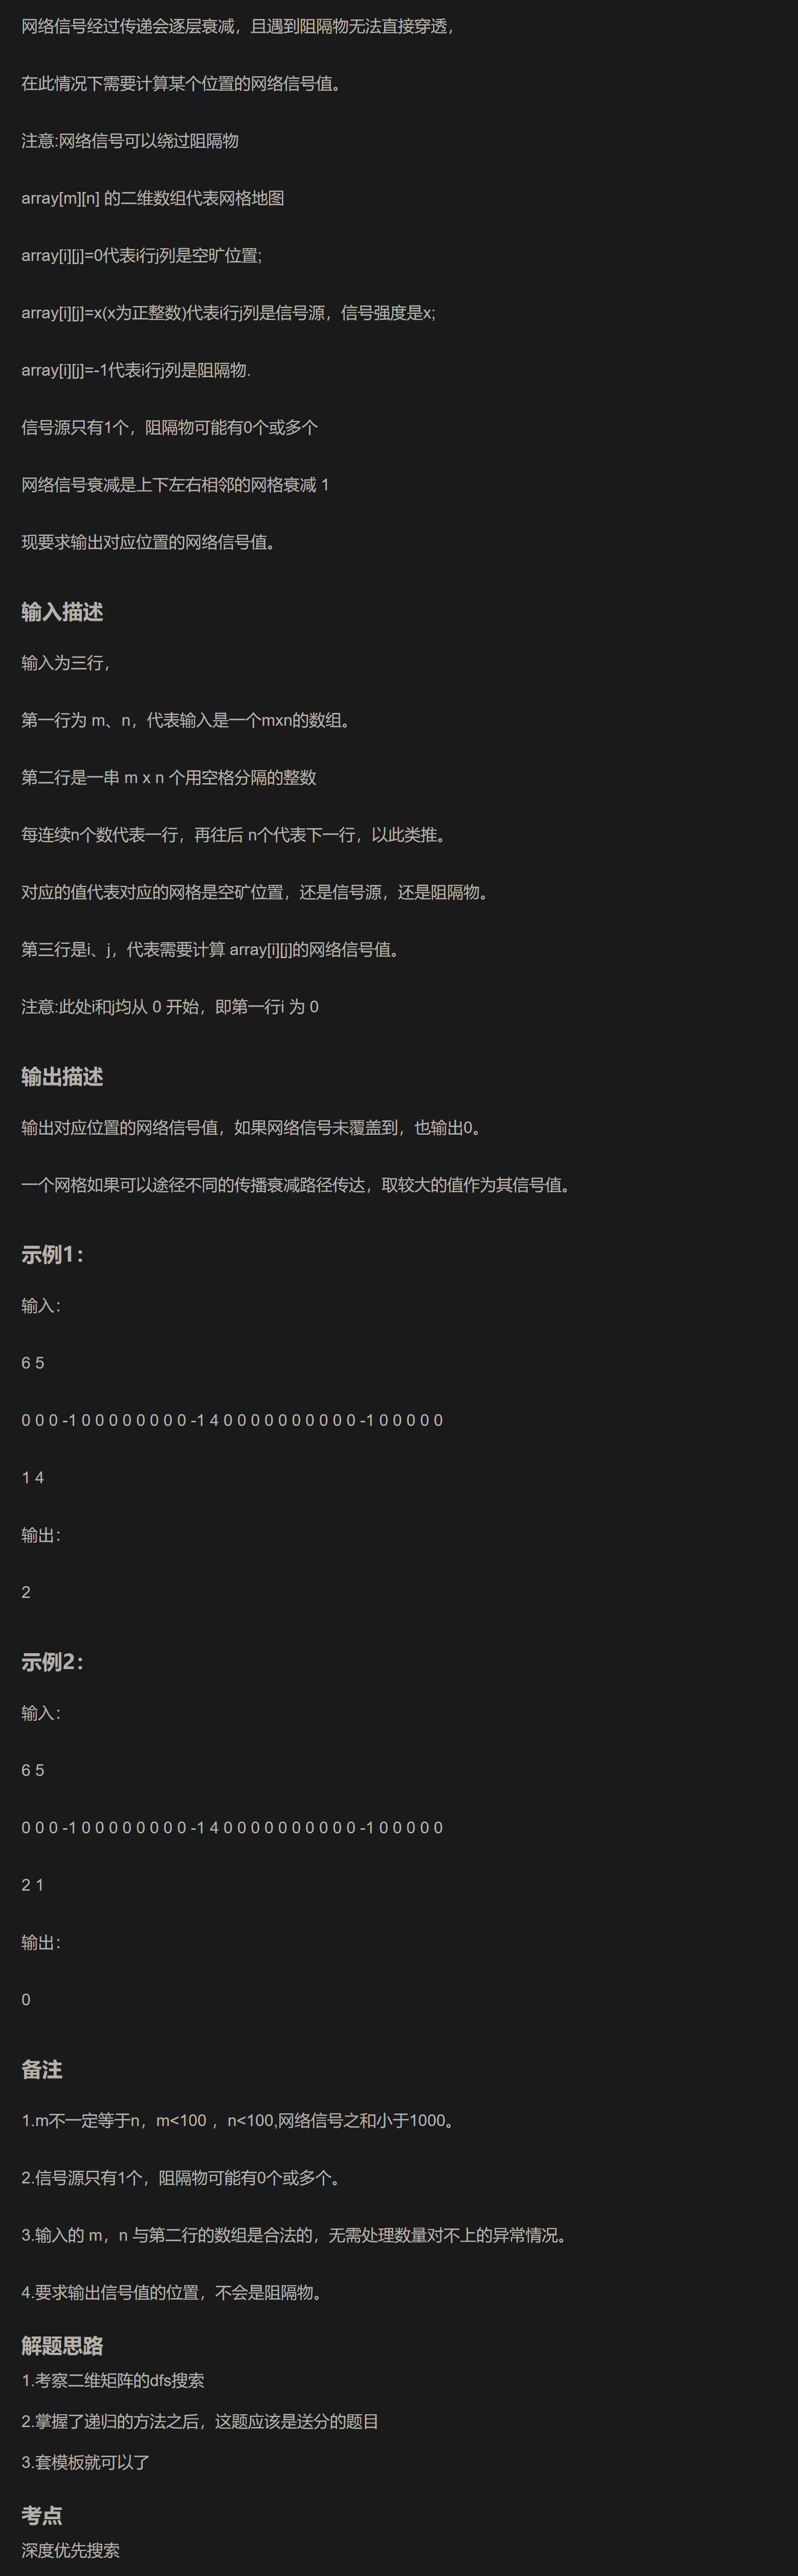 网络信号经过传递会逐层衰减，且遇到阻隔物无法直接穿透，
在此情况下需要计算某个位置的网络信号值。
注意:网络信号可以绕过阻隔物
array[m][n] 的二维数组代表网格地图
array[i][j]=0代表i行j列是空旷位置;
array[i][j]=x(x为正整数)代表i行j列是信号源，信号强度是x;
array[i][j]=-1代表i行j列是阻隔物.
信号源只有1个，阻隔物可能有0个或多个
网络信号衰减是上下左右相邻的网格衰减 1
现要求输出对应位置的网络信号值。
输入描述
输入为三行，
第一行为 m、n，代表输入是一个mxn的数组。
第二行是一串 m x n 个用空格分隔的整数
每连续n个数代表一行，再往后 n个代表下一行，以此类推。
对应的值代表对应的网格是空矿位置，还是信号源，还是阻隔物。
第三行是i、j，代表需要计算 array[i][j]的网络信号值。
注意:此处i和j均从 0 开始，即第一行i 为 0
输出描述
输出对应位置的网络信号值，如果网络信号未覆盖到，也输出0。
一个网格如果可以途径不同的传播衰减路径传达，取较大的值作为其信号值。
示例1：
输入：
6 5
0 0 0 -1 0 0 0 0 0 0 0 0 -1 4 0 0 0 0 0 0 0 0 0 0 -1 0 0 0 0 0
1 4
输出：
2
示例2：
输入：
6 5
0 0 0 -1 0 0 0 0 0 0 0 0 -1 4 0 0 0 0 0 0 0 0 0 0 -1 0 0 0 0 0
2 1
输出：
0
备注
1.m不一定等于n，m<100 ，n<100,网络信号之和小于1000。
2.信号源只有1个，阻隔物可能有0个或多个。
3.输入的 m，n 与第二行的数组是合法的，无需处理数量对不上的异常情况。
4.要求输出信号值的位置，不会是阻隔物。
解题思路
1.考察二维矩阵的dfs搜索
2.掌握了递归的方法之后，这题应该是送分的题目
3.套模板就可以了
考点
深度优先搜索